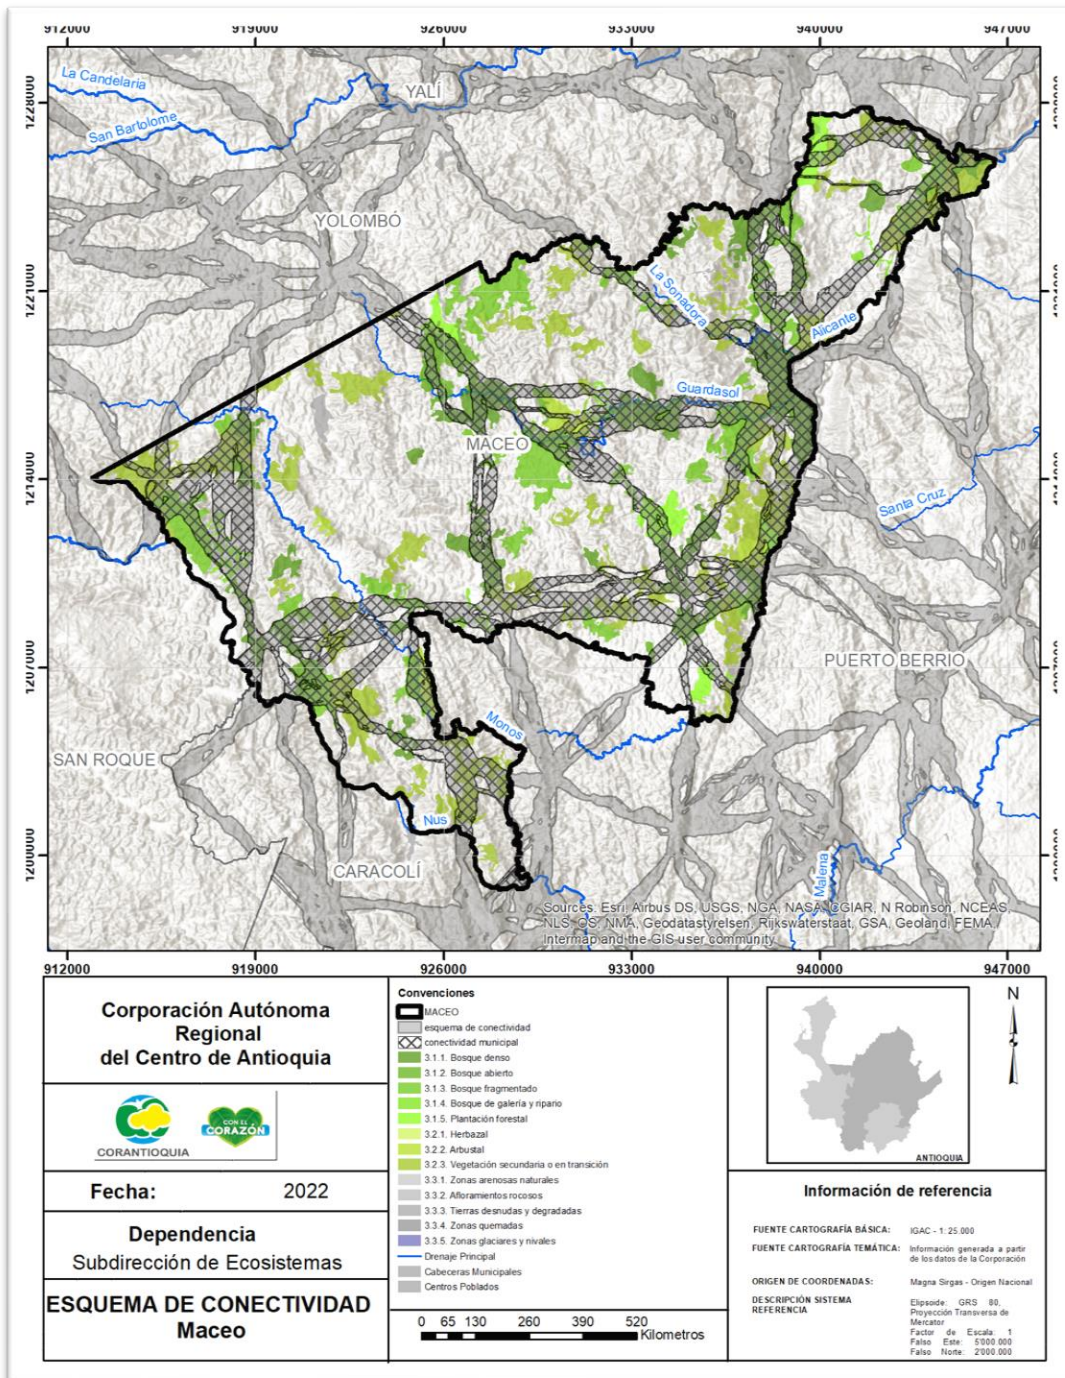 912000 919000 926000 933000 940000 947000
1228000 1228000
La Candelaria
YALÍ
San Bartolome
YOLOMBÓ
1221000 1221000
La Sonadora
Alicante
Guardasol
MACEO
1214000 1214000
Santa Cruz
1207000 1207000
PUERTO BERRIO
Monos
SAN ROQUE
Nus
CARACOLÍ
1200000 1200000
Malena
Sources: Esri, Airbus DS, USGS, NGA, NASA, CGIAR, N Robinson, NCEAS,
NLS, OS, NMA, Geodatastyrelsen, Rijkswaterstaat, GSA, Geoland, FEMA,
Intermap and the GIS user community
912000 919000 926000 933000 940000 947000
Corporación Autónoma
Regional
del Centro de Antioquia
CORANTIOQUIA
CON EL
CORAZÓN
Fecha: 2022
Dependencia
Subdirección de Ecosistemas
ESQUEMA DE CONECTIVIDAD
Maceo
Convenciones
MACEO
esquema de conectividad
conectividad municipal
3.1.1. Bosque denso
3.1.2. Bosque abierto
3.1.3. Bosque fragmentado
3.1.4. Bosque de galería y ripario
3.1.5. Plantación forestal
3.2.1. Herbazal
3.2.2. Arbustal
3.2.3. Vegetación secundaria o en transición
3.3.1. Zonas arenosas naturales
3.3.2. Afloramientos rocosos
3.3.3. Tierras desnudas y degradadas
3.3.4. Zonas quemadas
3.3.5. Zonas glaciares y nivales
Drenaje Principal
Cabeceras Municipales
Centros Poblados
0 65 130 260 390 520
Kilometros
N
ANTIOQUIA
Información de referencia
FUENTE CARTOGRAFÍA BÁSICA: IGAC - 1: 25.000
FUENTE CARTOGRAFÍA TEMÁTICA: Información generada a partir
de los datos de la Corporación
ORIGEN DE COORDENADAS: Magna Sirgas - Origen Nacional
DESCRIPCIÓN SISTEMA
REFERENCIA
Elipsoide: GRS 80,
Proyección Transversa de
Mercator
Factor de Escala: 1
Falso Este: 5'000.000
Falso Norte: 2'000.000